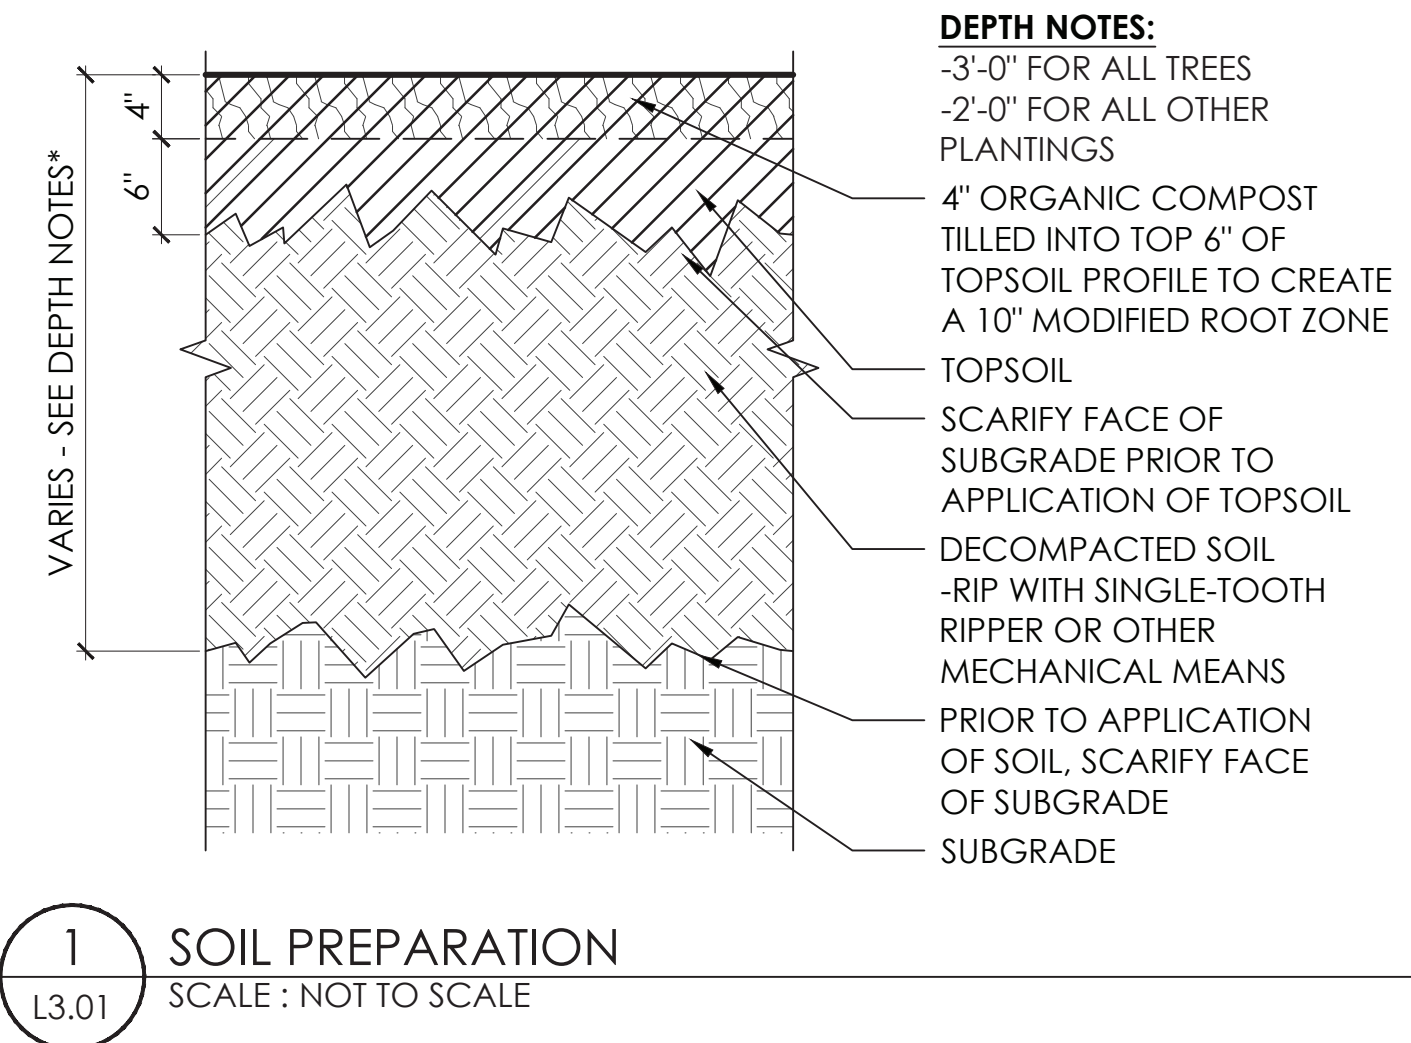 DEPTH NOTES:
-3'-0" FOR ALL TREES
-2'-0" FOR ALL OTHER
PLANTINGS
4" ORGANIC COMPOST
TILLED INTO TOP 6" OF
TOPSOIL PROFILE TO CREATE
A 10" MODIFIED ROOT ZONE
TOPSOIL
SCARIFY FACE OF
SUBGRADE PRIOR TO
APPLICATION OF TOPSOIL
DECOMPACTED SOIL
-RIP WITH SINGLE-TOOTH
RIPPER OR OTHER
MECHANICAL MEANS
PRIOR TO APPLICATION
OF SOIL, SCARIFY FACE
OF SUBGRADE
SUBGRADE
4"
6"
VARIES - SEE DEPTH NOTES*
1
L3.01
SOIL PREPARATION
SCALE : NOT TO SCALE